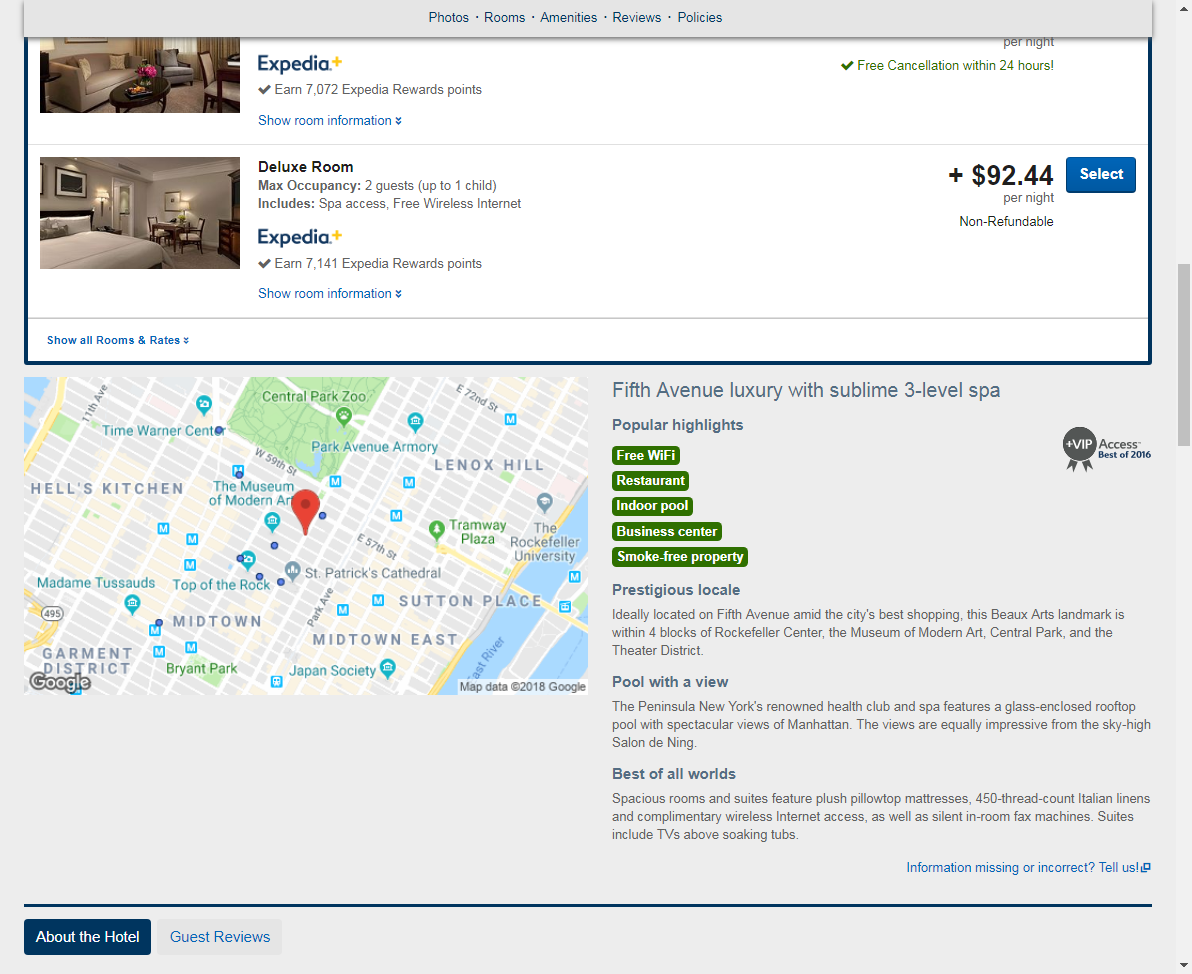 Photos · Rooms · Amenities · Reviews · Policies
per night
Expedia+
Free Cancellation within 24 hours!
Earn 7,072 Expedia Rewards points
Show room information
Deluxe Room
Max Occupancy: 2 guests (up to 1 child)
Includes: Spa access, Free Wireless Internet
+ $92.44
per night
Non-Refundable
Select
Expedia+
Earn 7,141 Expedia Rewards points
Show room information
Show all Rooms & Rates
11th Ave
Central Park Zoo
E 72nd St
Time Warner Center
Park Avenue Armory
W 59th St
LENOX HILL
HELL'S KITCHEN
The Museum
of Modern Art
Tramway
Plaza
The
Rockefeller
University
E 57th St
St. Patrick's Cathedral
Madame Tussauds
Top of the Rock
Park Ave
SUTTON PLACE
495
MIDTOWN
MIDTOWN EAST
GARMENT
DISTRICT
Bryant Park
Japan Society
East River
Google
Map data ©2018 Google
Fifth Avenue luxury with sublime 3-level spa
Popular highlights
+VIP Access™
Best of 2016
Free WiFi
Restaurant
Indoor pool
Business center
Smoke-free property
Prestigious locale
Ideally located on Fifth Avenue amid the city's best shopping, this Beaux Arts landmark is
within 4 blocks of Rockefeller Center, the Museum of Modern Art, Central Park, and the
Theater District.
Pool with a view
The Peninsula New York's renowned health club and spa features a glass-enclosed rooftop
pool with spectacular views of Manhattan. The views are equally impressive from the sky-high
Salon de Ning.
Best of all worlds
Spacious rooms and suites feature plush pillowtop mattresses, 450-thread-count Italian linens
and complimentary wireless Internet access, as well as silent in-room fax machines. Suites
include TVs above soaking tubs.
Information missing or incorrect? Tell us!
About the Hotel
Guest Reviews